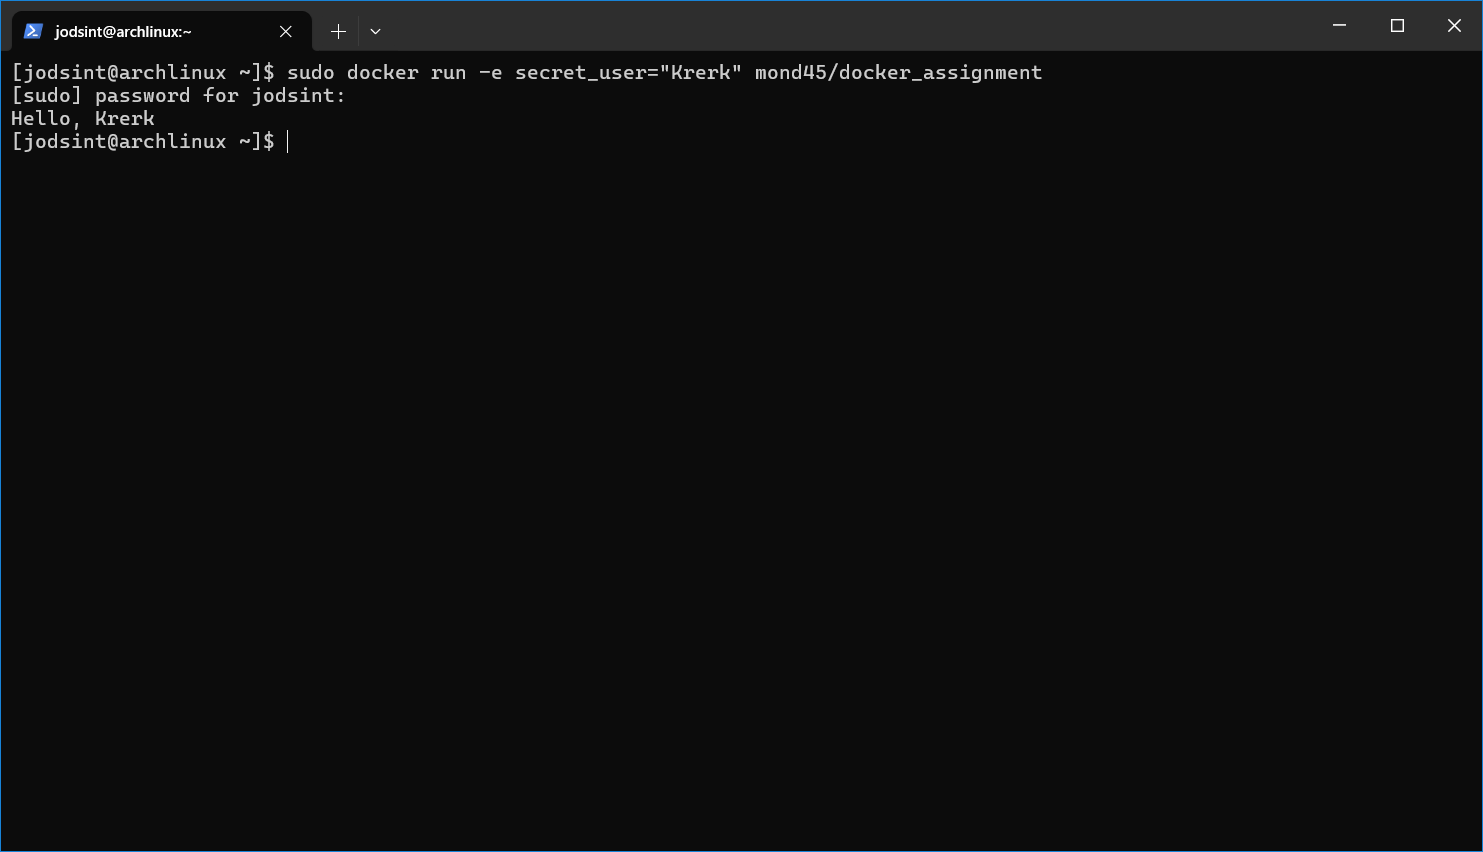 jodsint@archlinux:~
[jodsint@archlinux ~]$ sudo docker run -e secret_user="Krerk" mond45/docker_assignment
[sudo] password for jodsint:
Hello, Krerk
[jodsint@archlinux ~]$